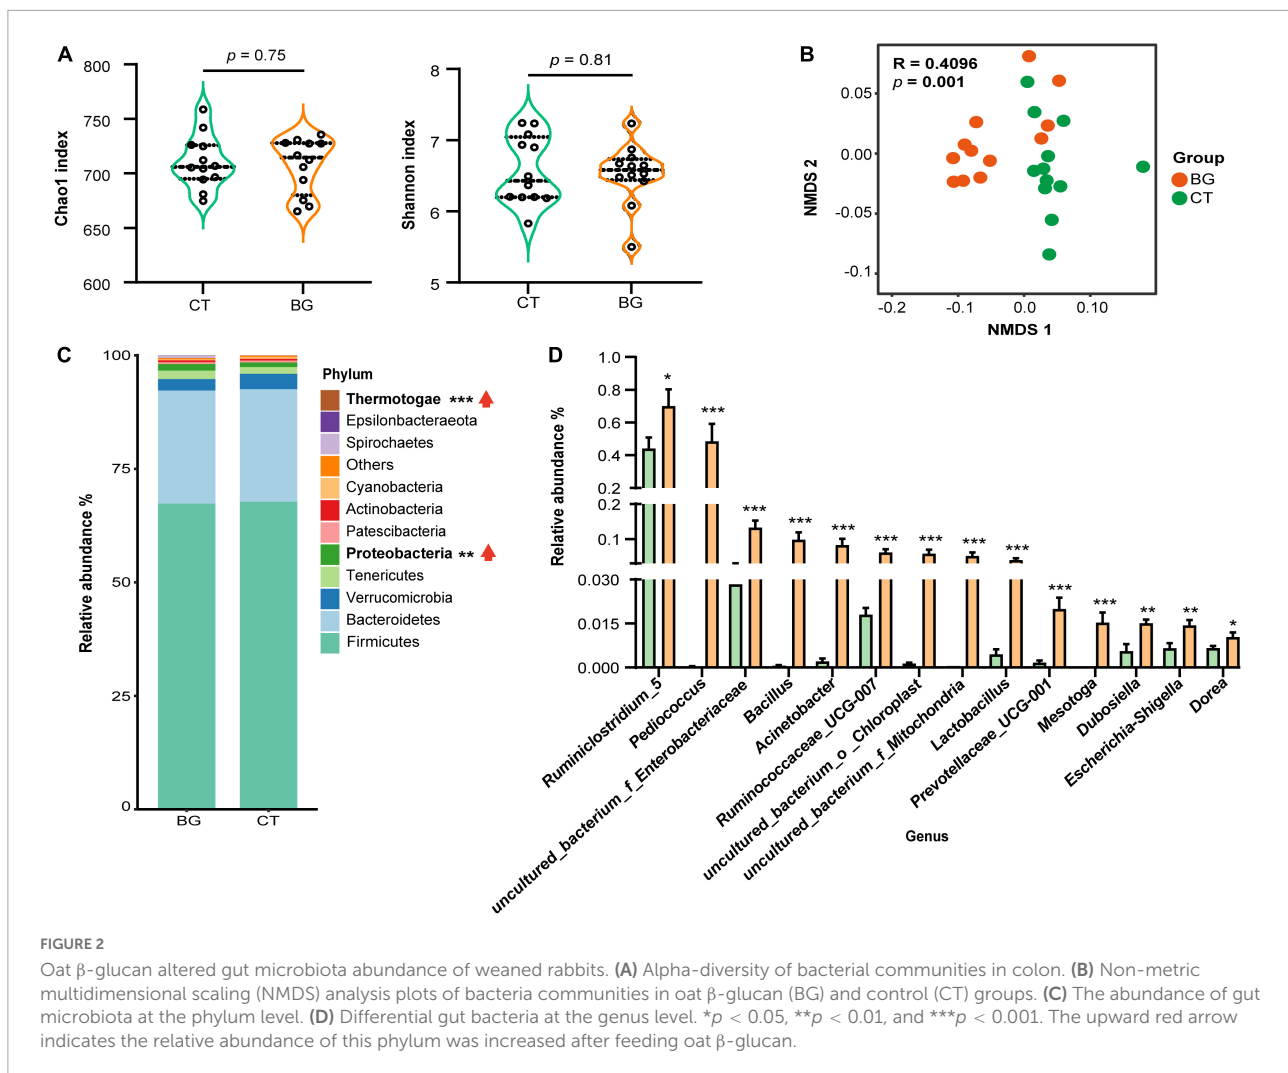 A
p = 0.75
Chao1 index
800
750
700
650
600
CT
BG
p = 0.81
Shannon index
8
7
6
5
CT
BG
B
R = 0.4096
p = 0.001
NMDS 2
0.05
0.00
-0.05
-0.1
-0.2
-0.1
0.0
0.10
NMDS 1
Group
BG
CT
C
Relative abundance %
100
75
50
25
0
BG
CT
Phylum
Thermotogae ***
Epsilonbacteraeota
Spirochaetes
Others
Cyanobacteria
Actinobacteria
Patescibacteria
Proteobacteria **
Tenericutes
Verrucomicrobia
Bacteroidetes
Firmicutes
D
Relative abundance %
1.0
0.8
0.6
0.4
0.2
0.2
0.1
0.030
0.015
0.000
*
***
***
***
***
***
***
***
***
***
***
**
**
*
Ruminiclostridium_5
Pediococcus
uncultured_bacterium_f_Enterobacteriaceae
Bacillus
Acinetobacter
Ruminococcaceae_UCG-007
uncultured_bacterium_o_Chloroplast
uncultured_bacterium_f_Mitochondria
Lactobacillus
Prevotellaceae_UCG-001
Mesotoga
Dubosiella
Escherichia-Shigella
Dorea
Genus
FIGURE 2
Oat β-glucan altered gut microbiota abundance of weaned rabbits. (A) Alpha-diversity of bacterial communities in colon. (B) Non-metric
multidimensional scaling (NMDS) analysis plots of bacteria communities in oat β-glucan (BG) and control (CT) groups. (C) The abundance of gut
microbiota at the phylum level. (D) Differential gut bacteria at the genus level. *p < 0.05, **p < 0.01, and ***p < 0.001. The upward red arrow
indicates the relative abundance of this phylum was increased after feeding oat β-glucan.